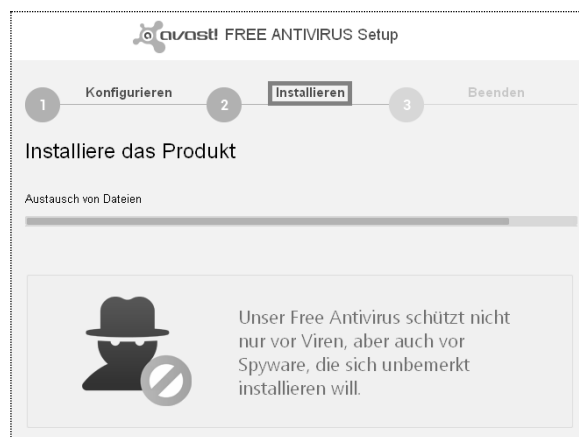 avast! FREE ANTIVIRUS Setup
1 Konfigurieren 2 Installieren 3 Beenden
Installiere das Produkt
Austausch von Dateien
Unser Free Antivirus schützt nicht
nur vor Viren, aber auch vor
Spyware, die sich unbemerkt
installieren will.